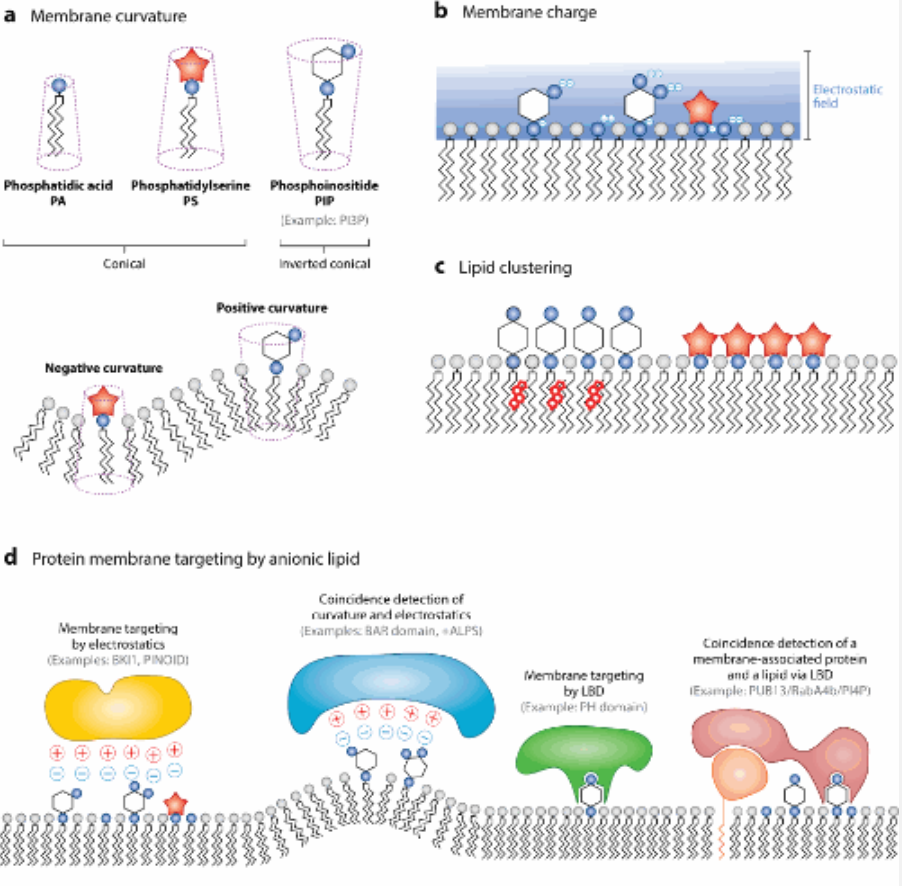 a Membrane curvature
Phosphatidic acid
PA
Phosphatidylserine
PS
Phosphoinositide
PIP
(Example: PI3P)
Conical
Inverted conical
Positive curvature
Negative curvature
b Membrane charge
Electrostatic
field
c Lipid clustering
d Protein membrane targeting by anionic lipid
Membrane targeting
by electrostatics
(Examples: BKI1, PINOID)
Coincidence detection of
curvature and electrostatics
(Examples: BAR domain, +ALPS)
Membrane targeting
by LBD
(Example: PH domain)
Coincidence detection of a
membrane-associated protein
and a lipid via LBD
(Example: PUB13/RabA4b/PI4P)